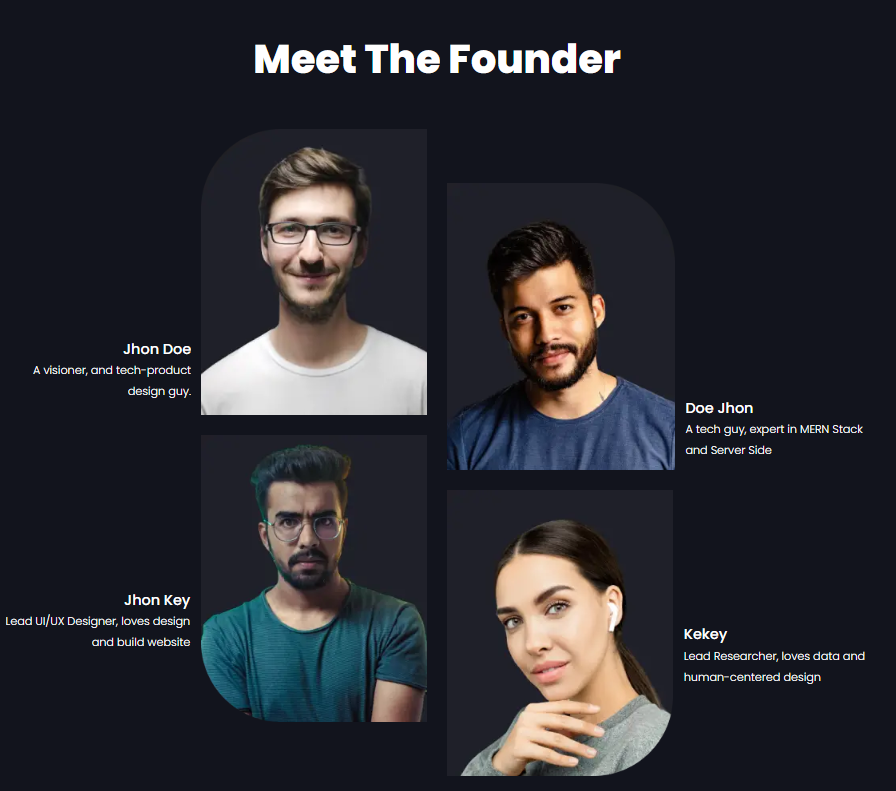 Meet The Founder
Jhon Doe
A visioner, and tech-product
design guy.
Doe Jhon
A tech guy, expert in MERN Stack
and Server Side
Jhon Key
Lead UI/UX Designer, loves design
and build website
Kekey
Lead Researcher, loves data and
human-centered design